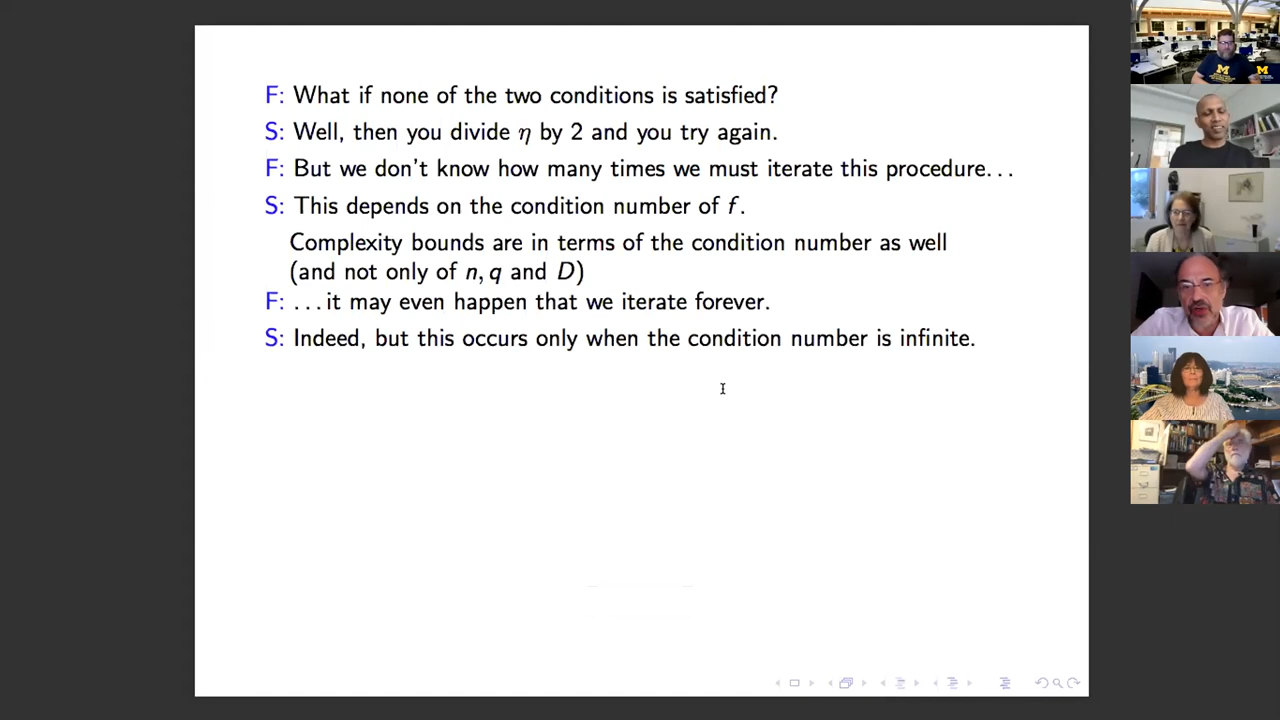 F: What if none of the two conditions is satisfied?
S: Well, then you divide η by 2 and you try again.
F: But we don't know how many times we must iterate this procedure...
S: This depends on the condition number of f.
Complexity bounds are in terms of the condition number as well
(and not only of n, q and D)
F: ...it may even happen that we iterate forever.
S: Indeed, but this occurs only when the condition number is infinite.
M
M